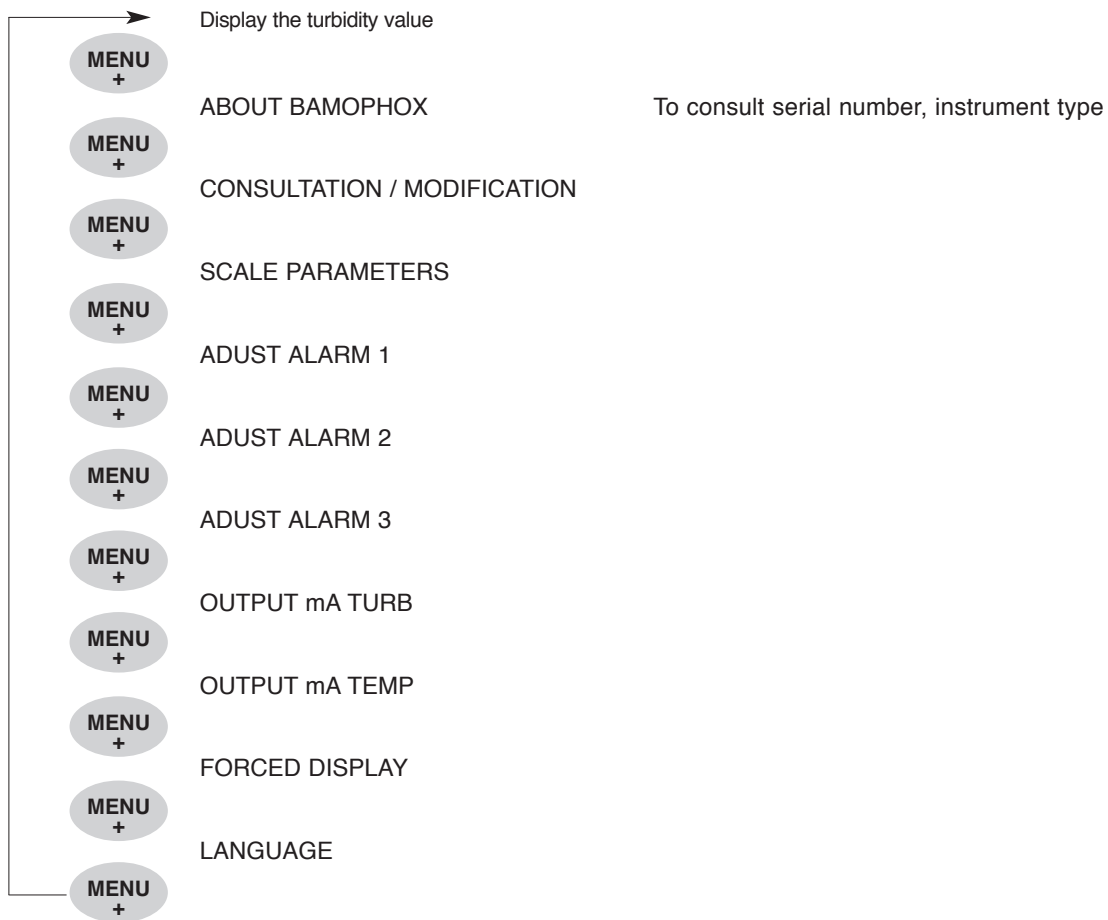 Display the turbidity value
MENU
+
ABOUT BAMOPHOX To consult serial number, instrument type
MENU
+
CONSULTATION / MODIFICATION
MENU
+
SCALE PARAMETERS
MENU
+
ADUST ALARM 1
MENU
+
ADUST ALARM 2
MENU
+
ADUST ALARM 3
MENU
+
OUTPUT mA TURB
MENU
+
OUTPUT mA TEMP
MENU
+
FORCED DISPLAY
MENU
+
LANGUAGE
MENU
+